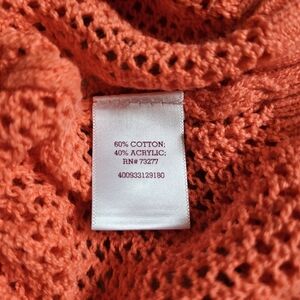 60% COTTON;
40% ACRYLIC;
RN# 73277
400933129180